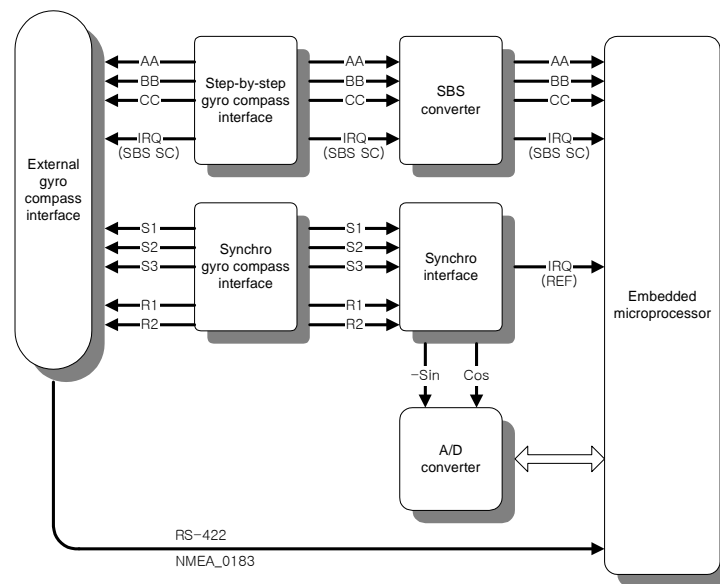 External
gyro
compass
interface
AA
BB
CC
IRQ
(SBS SC)
Step-by-step
gyro compass
interface
AA
BB
CC
IRQ
(SBS SC)
SBS
converter
AA
BB
CC
IRQ
(SBS SC)
S1
S2
S3
R1
R2
Synchro
gyro compass
interface
S1
S2
S3
R1
R2
Synchro
interface
IRQ
(REF)
Embedded
microprocessor
-Sin
Cos
A/D
converter
RS-422
NMEA_0183